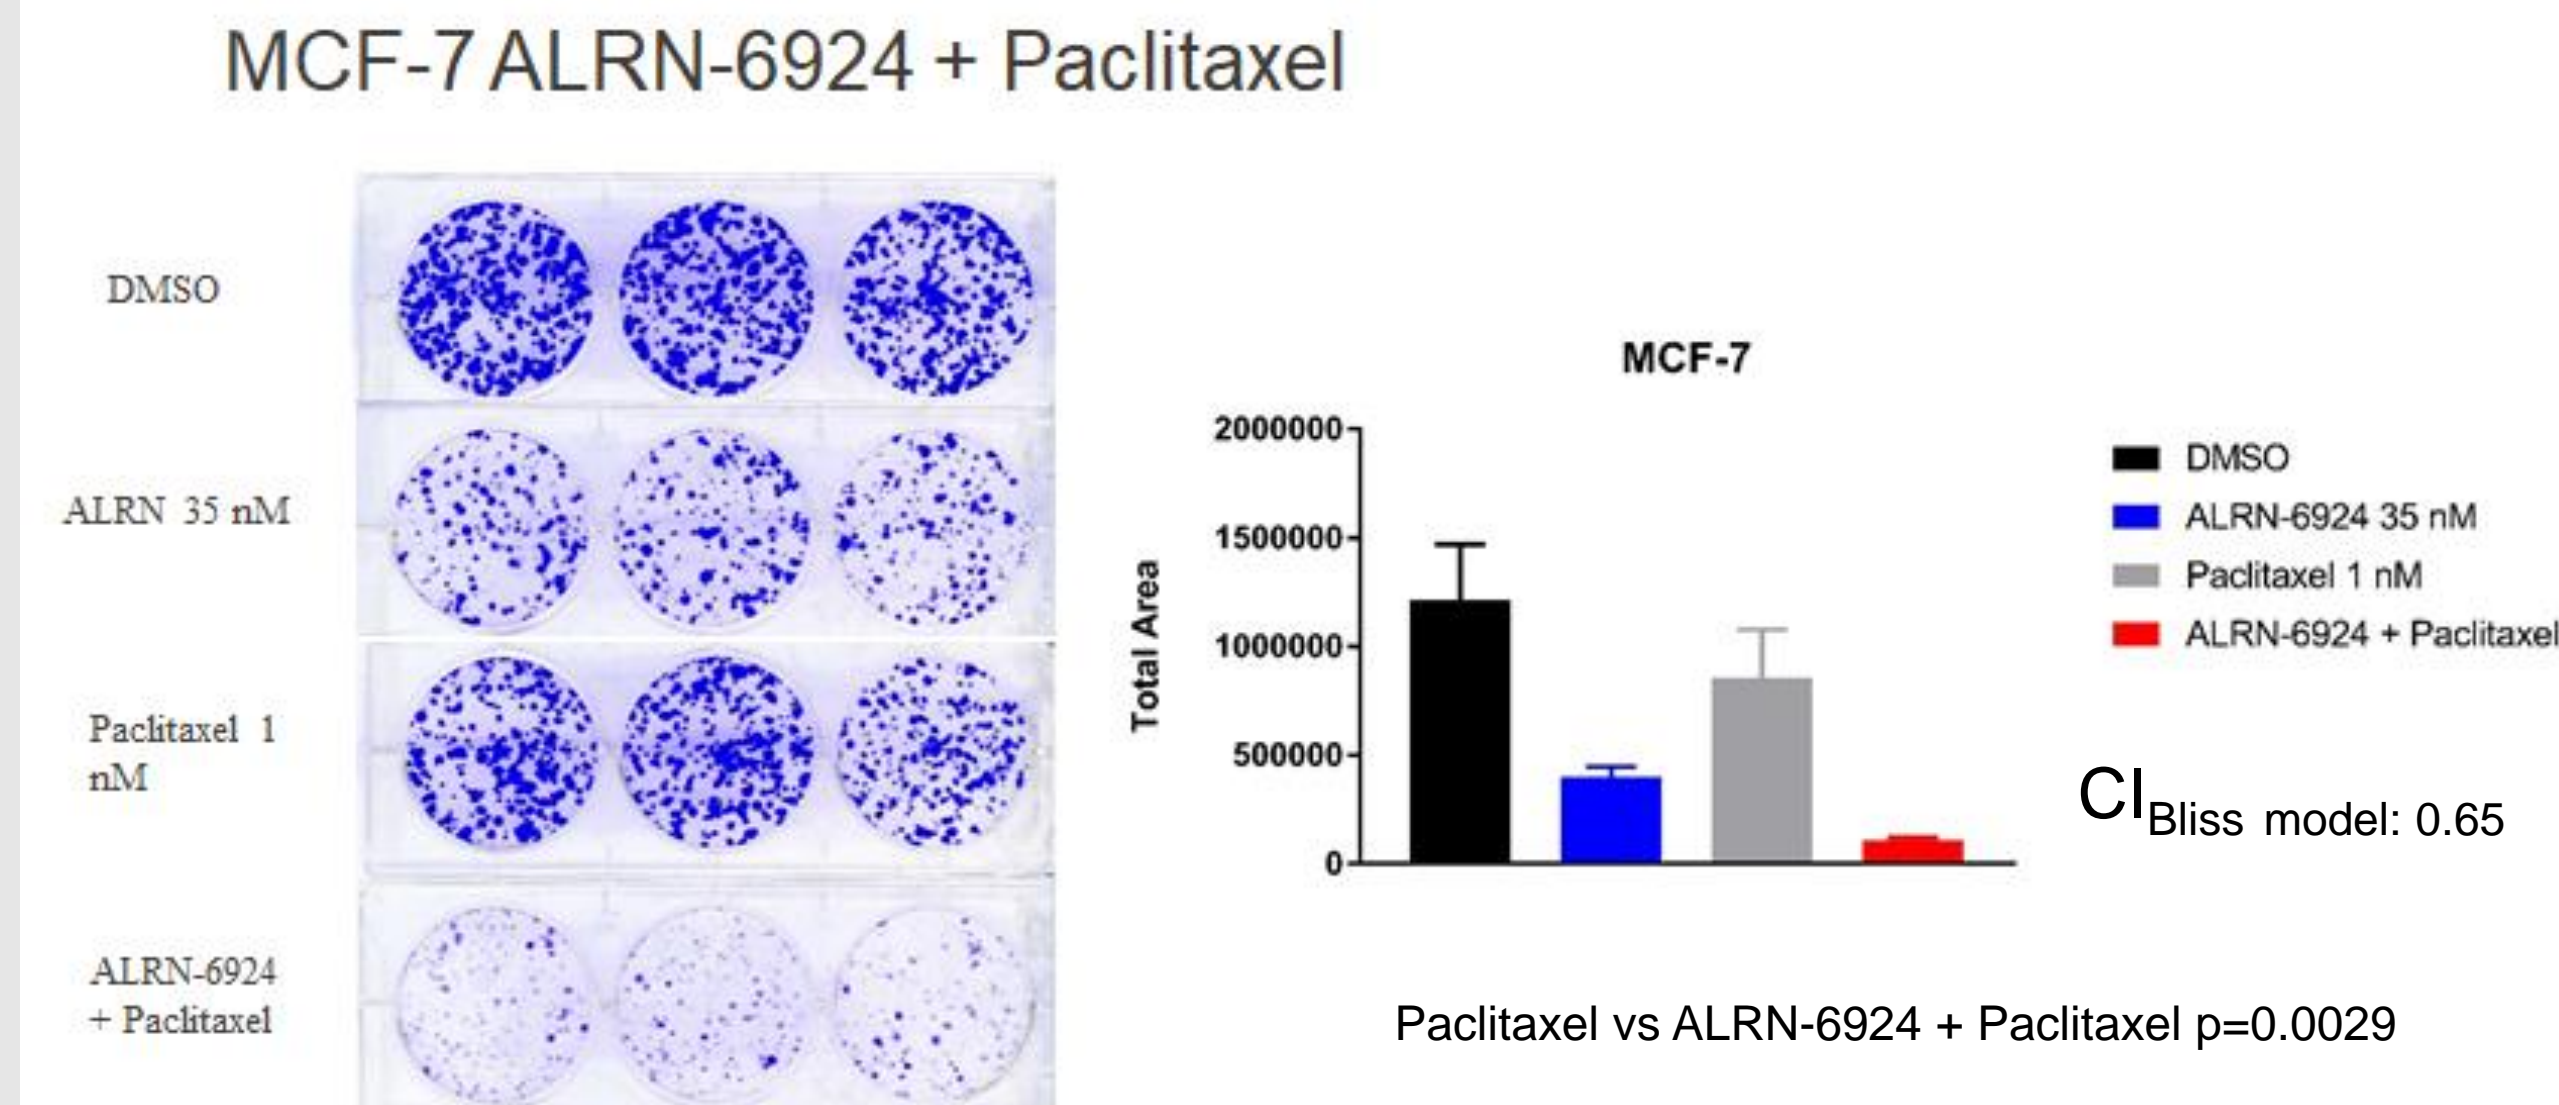 MCF-7 ALRN-6924 + Paclitaxel
DMSO
ALRN 35 nM
Paclitaxel 1
nM
ALRN-6924
+ Paclitaxel
MCF-7
Total Area
2000000
1500000
1000000
500000
0
DMSO
ALRN-6924 35 nM
Paclitaxel 1 nM
ALRN-6924 + Paclitaxel
CIBliss model: 0.65
Paclitaxel vs ALRN-6924 + Paclitaxel p=0.0029